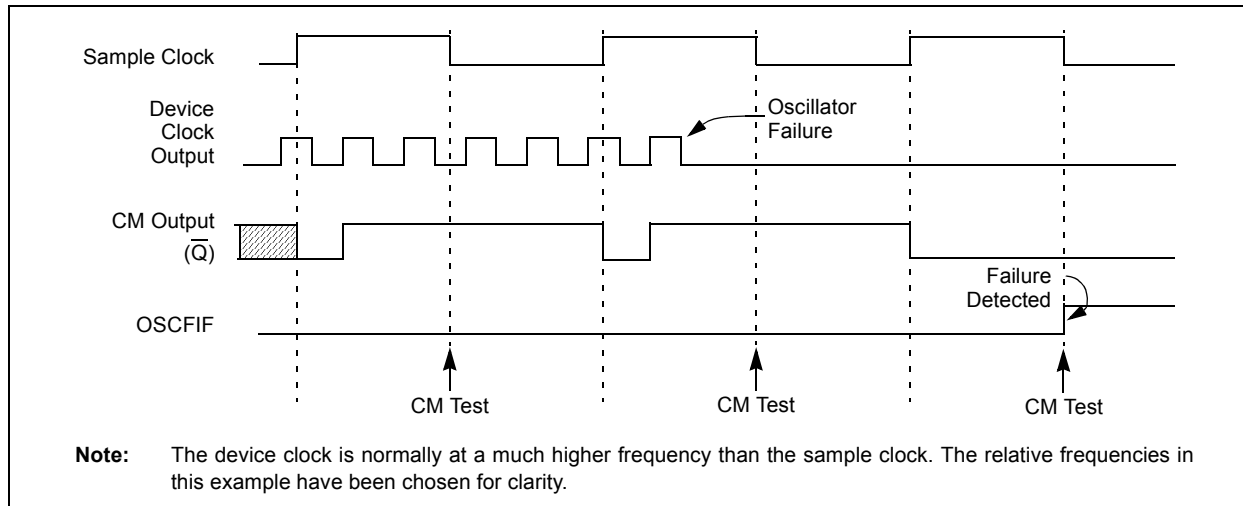 Sample Clock
Device
Clock
Output
Oscillator
Failure
CM Output
(Q̅)
Failure
Detected
OSCFIF
CM Test
CM Test
CM Test
Note: The device clock is normally at a much higher frequency than the sample clock. The relative frequencies in
this example have been chosen for clarity.